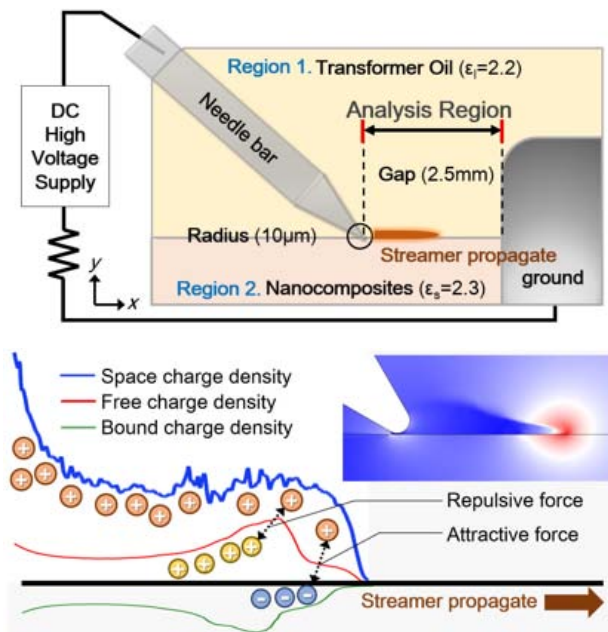 Region 1. Transformer Oil (εl=2.2)
DC
High
Voltage
Supply
Needle bar
Analysis Region
Gap (2.5mm)
Radius (10μm)
Streamer propagate
Region 2. Nanocomposites (εs=2.3)
ground
y
x
Space charge density
Free charge density
Bound charge density
Repulsive force
Attractive force
Streamer propagate